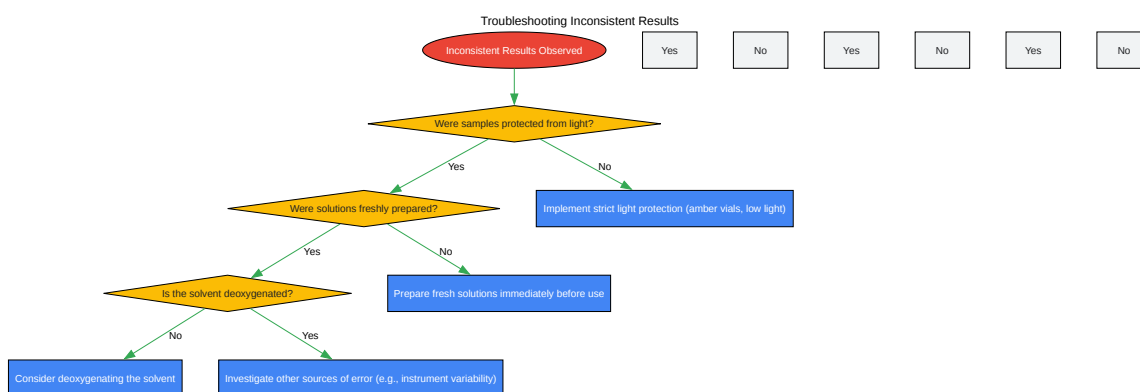 Troubleshooting Inconsistent Results
Inconsistent Results Observed
Yes
No
Yes
No
Yes
No
Were samples protected from light?
Yes
No
Were solutions freshly prepared?
Implement strict light protection (amber vials, low light)
Yes
No
Is the solvent deoxygenated?
Prepare fresh solutions immediately before use
No
Yes
Consider deoxygenating the solvent
Investigate other sources of error (e.g., instrument variability)